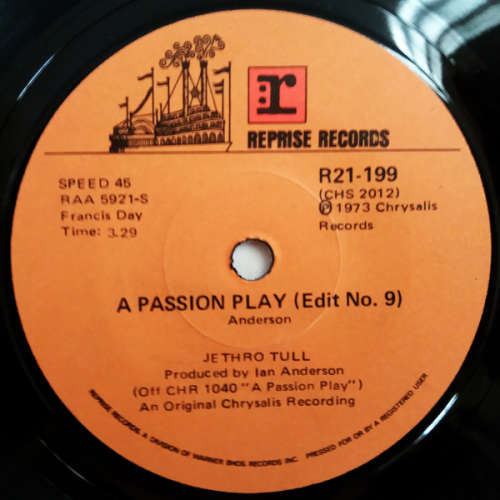 r
REPRISE RECORDS
SPEED 45
RAA 5921-S
Francis Day
Time: 3.29
R21-199
(CHS 2012)
℗ 1973 Chrysalis
Records
A PASSION PLAY (Edit No. 9)
Anderson
JETHRO TULL
Produced by Ian Anderson
(Off CHR 1040 "A Passion Play")
An Original Chrysalis Recording
REPRISE RECORDS, A DIVISION OF WARNER BROS. RECORDS INC. PRESSED FOR OR BY A REGISTERED USER